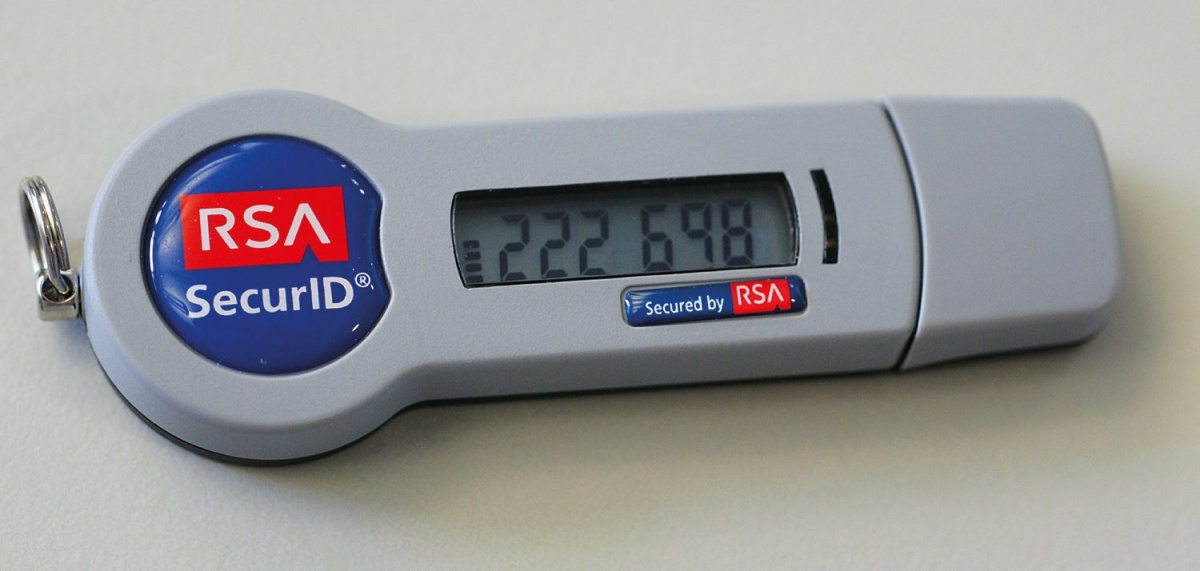 RSA
SecurID®
222 698
Secured by RSA